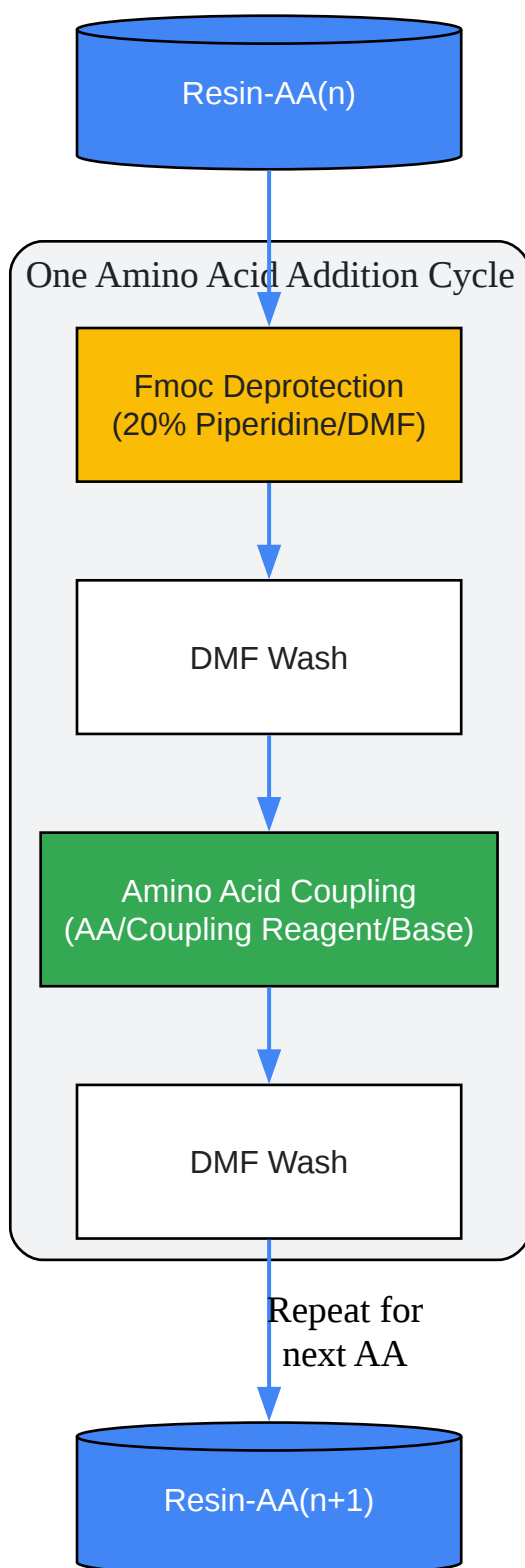 Resin-AA(n)
One Amino Acid Addition Cycle
Fmoc Deprotection
(20% Piperidine/DMF)
DMF Wash
Amino Acid Coupling
(AA/Coupling Reagent/Base)
DMF Wash
Repeat for
next AA
Resin-AA(n+1)